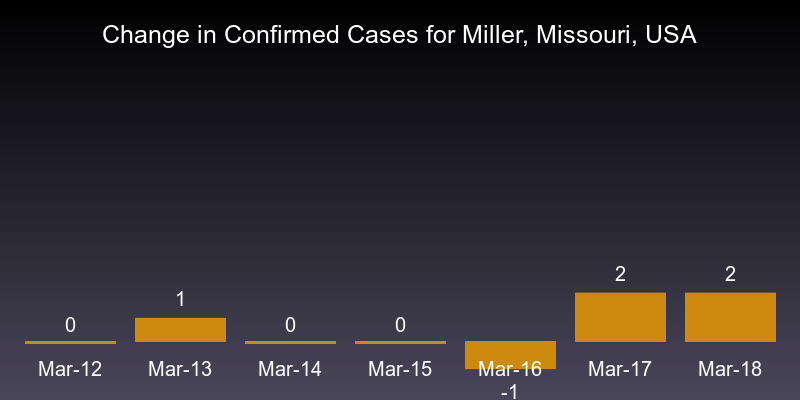 Change in Confirmed Cases for Miller, Missouri, USA
0
1
0
0
-1
2
2
Mar-12
Mar-13
Mar-14
Mar-15
Mar-16
Mar-17
Mar-18